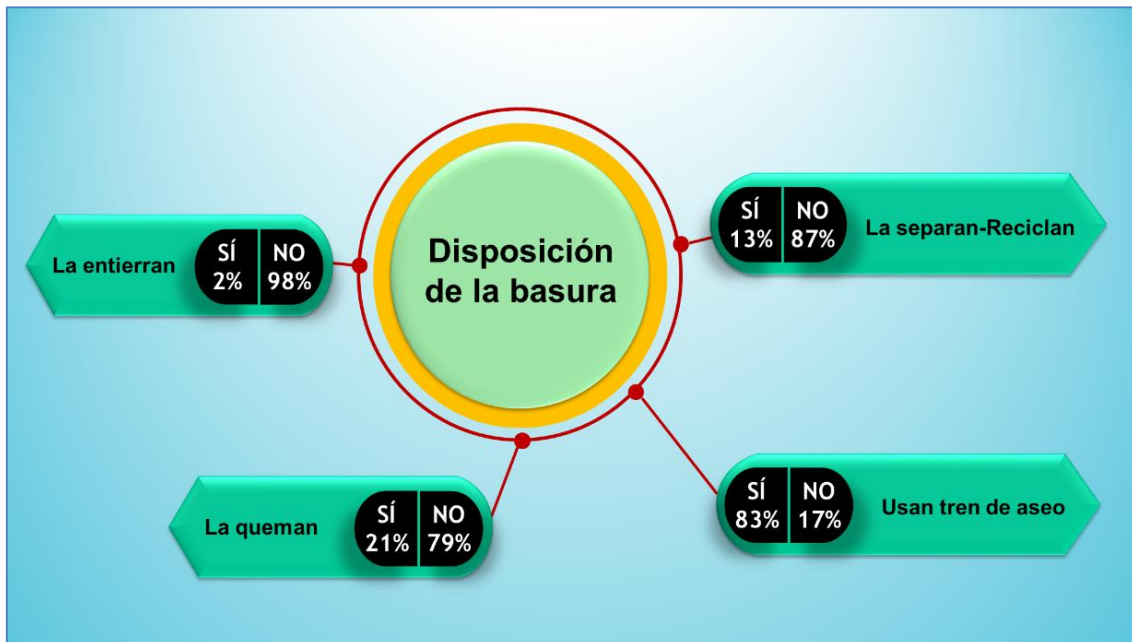 Disposición
de la basura
La entierran
SÍ NO
2% 98%
SÍ NO
13% 87%
La separan-Reciclan
La queman
SÍ NO
21% 79%
SÍ NO
83% 17%
Usan tren de aseo